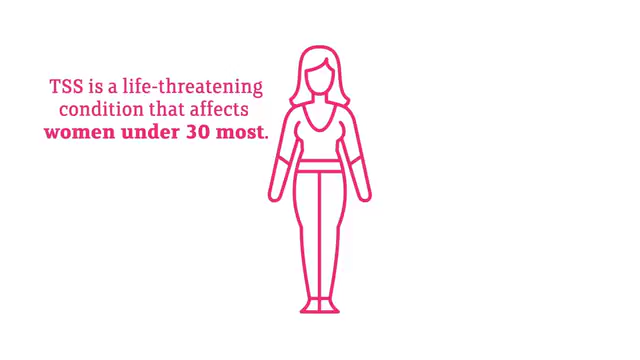 TSS is a life-threatening
condition that affects
women under 30 most.